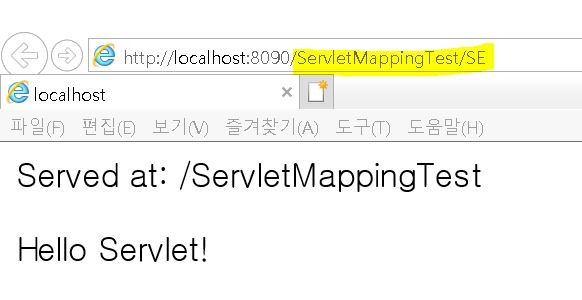 http://localhost:8090/ServletMappingTest/SE
localhost
파일(F) 편집(E) 보기(V) 즐겨찾기(A) 도구(T) 도움말(H)
Served at: /ServletMappingTest
Hello Servlet!